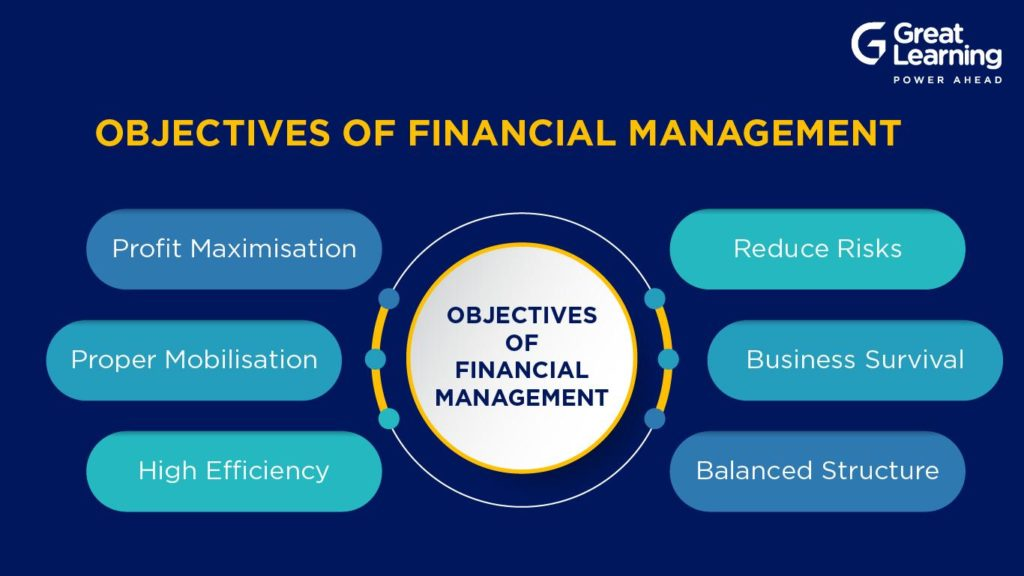 Great
Learning
POWER AHEAD
OBJECTIVES OF FINANCIAL MANAGEMENT
Profit Maximisation
Proper Mobilisation
High Efficiency
OBJECTIVES
OF
FINANCIAL
MANAGEMENT
Reduce Risks
Business Survival
Balanced Structure